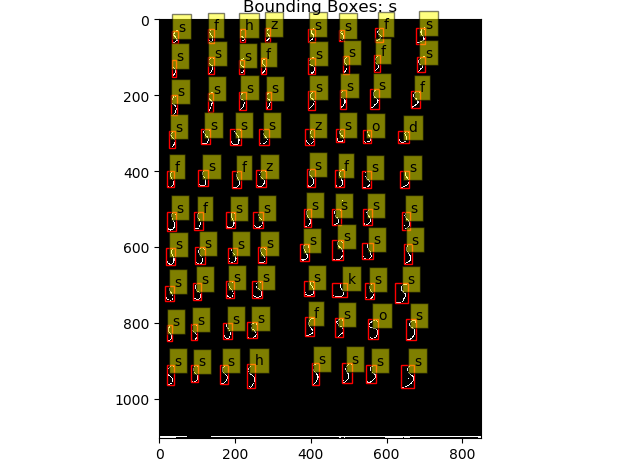 Bounding Boxes: s
0 s f h z s s f s
s s s f s s f s
200 s s s s s s s f
s s s s z s o d
400 f s f z s f s s
s f s s s s s s
600 s s s s s s s s
s s s s s k s s
800 s s s s f s o s
s s s h s s s s
1000
0 200 400 600 800